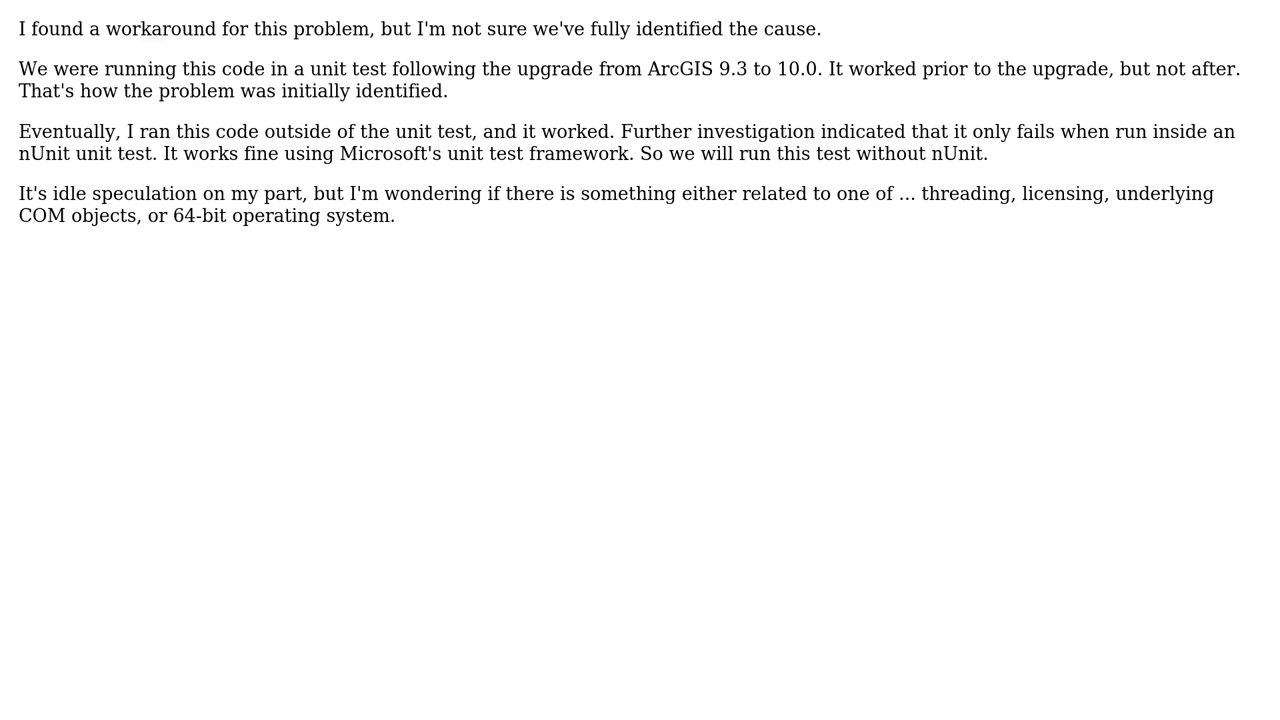 I found a workaround for this problem, but I'm not sure we've fully identified the cause.
We were running this code in a unit test following the upgrade from ArcGIS 9.3 to 10.0. It worked prior to the upgrade, but not after.
That's how the problem was initially identified.
Eventually, I ran this code outside of the unit test, and it worked. Further investigation indicated that it only fails when run inside an
nUnit unit test. It works fine using Microsoft's unit test framework. So we will run this test without nUnit.
It's idle speculation on my part, but I'm wondering if there is something either related to one of ... threading, licensing, underlying
COM objects, or 64-bit operating system.